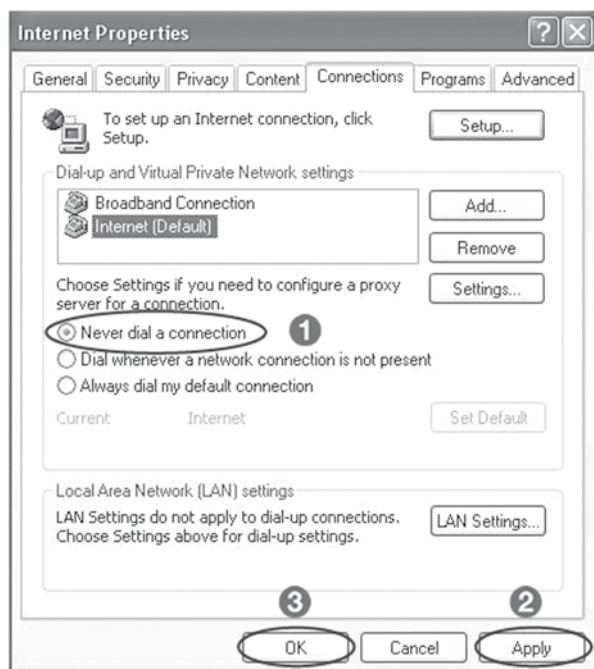 Internet Properties
General Security Privacy Content Connections Programs Advanced
To set up an Internet connection, click
Setup.
Setup...
Dial-up and Virtual Private Network settings
Broadband Connection
Internet (Default)
Add...
Remove
Choose Settings if you need to configure a proxy
server for a connection.
Settings...
Never dial a connection
1
Dial whenever a network connection is not present
Always dial my default connection
Current Internet
Set Default
Local Area Network (LAN) settings
LAN Settings do not apply to dial-up connections.
Choose Settings above for dial-up settings.
LAN Settings...
3 2
OK Cancel Apply